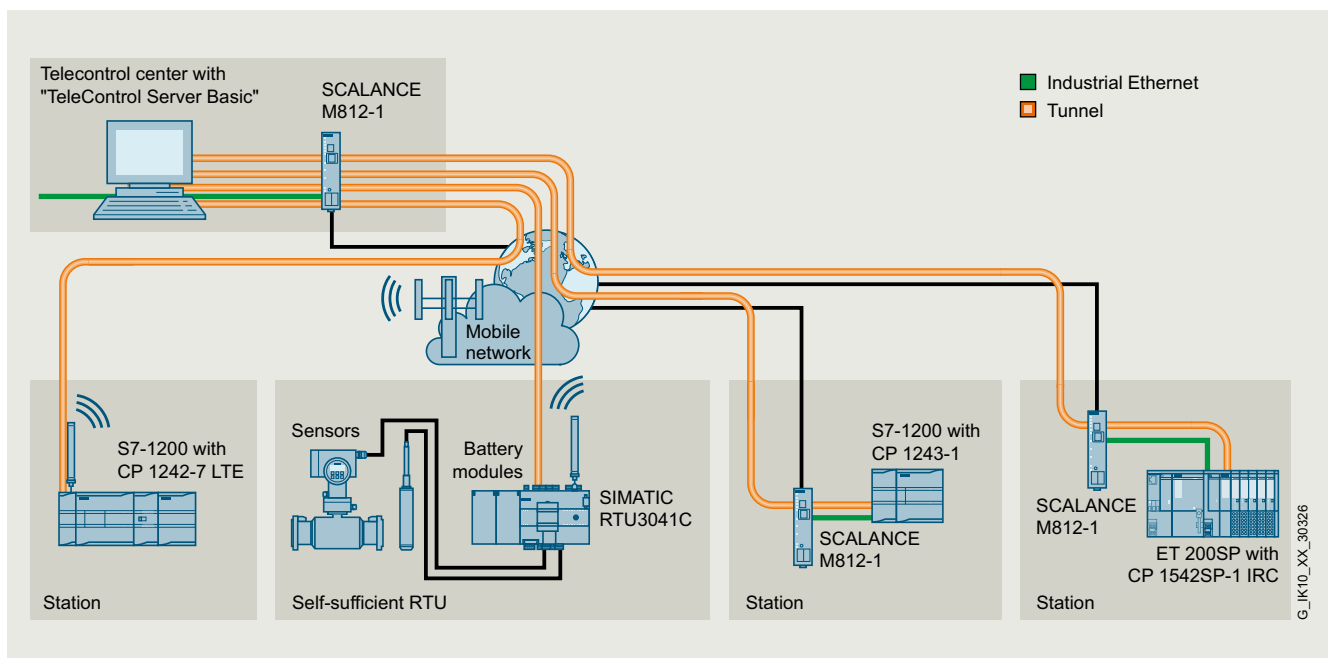 Telecontrol center with
"TeleControl Server Basic"
SCALANCE
M812-1
Industrial Ethernet
Tunnel
Mobile
network
S7-1200 with
CP 1242-7 LTE
Station
Sensors
Battery
modules
SIMATIC
RTU3041C
Self-sufficient RTU
S7-1200 with
CP 1243-1
SCALANCE
M812-1
Station
SCALANCE
M812-1
ET 200SP with
CP 1542SP-1 IRC
Station
G_IK10_XX_30326